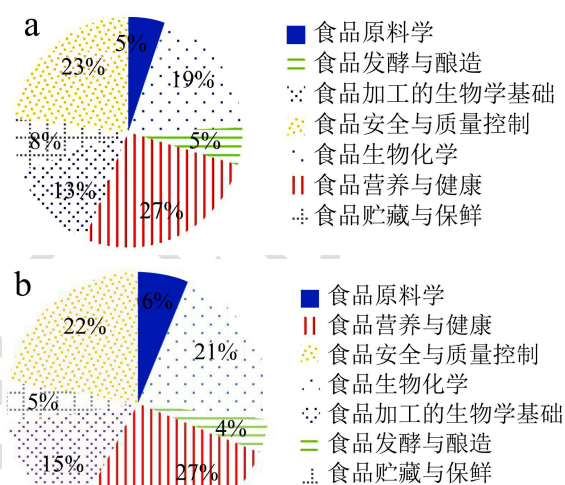 a
5%
19%
5%
27%
13%
8%
23%
食品原料学
食品发酵与酿造
食品加工的生物学基础
食品安全与质量控制
食品生物化学
食品营养与健康
食品贮藏与保鲜
b
6%
21%
4%
27%
15%
5%
22%
食品原料学
食品营养与健康
食品安全与质量控制
食品生物化学
食品加工的生物学基础
食品发酵与酿造
食品贮藏与保鲜